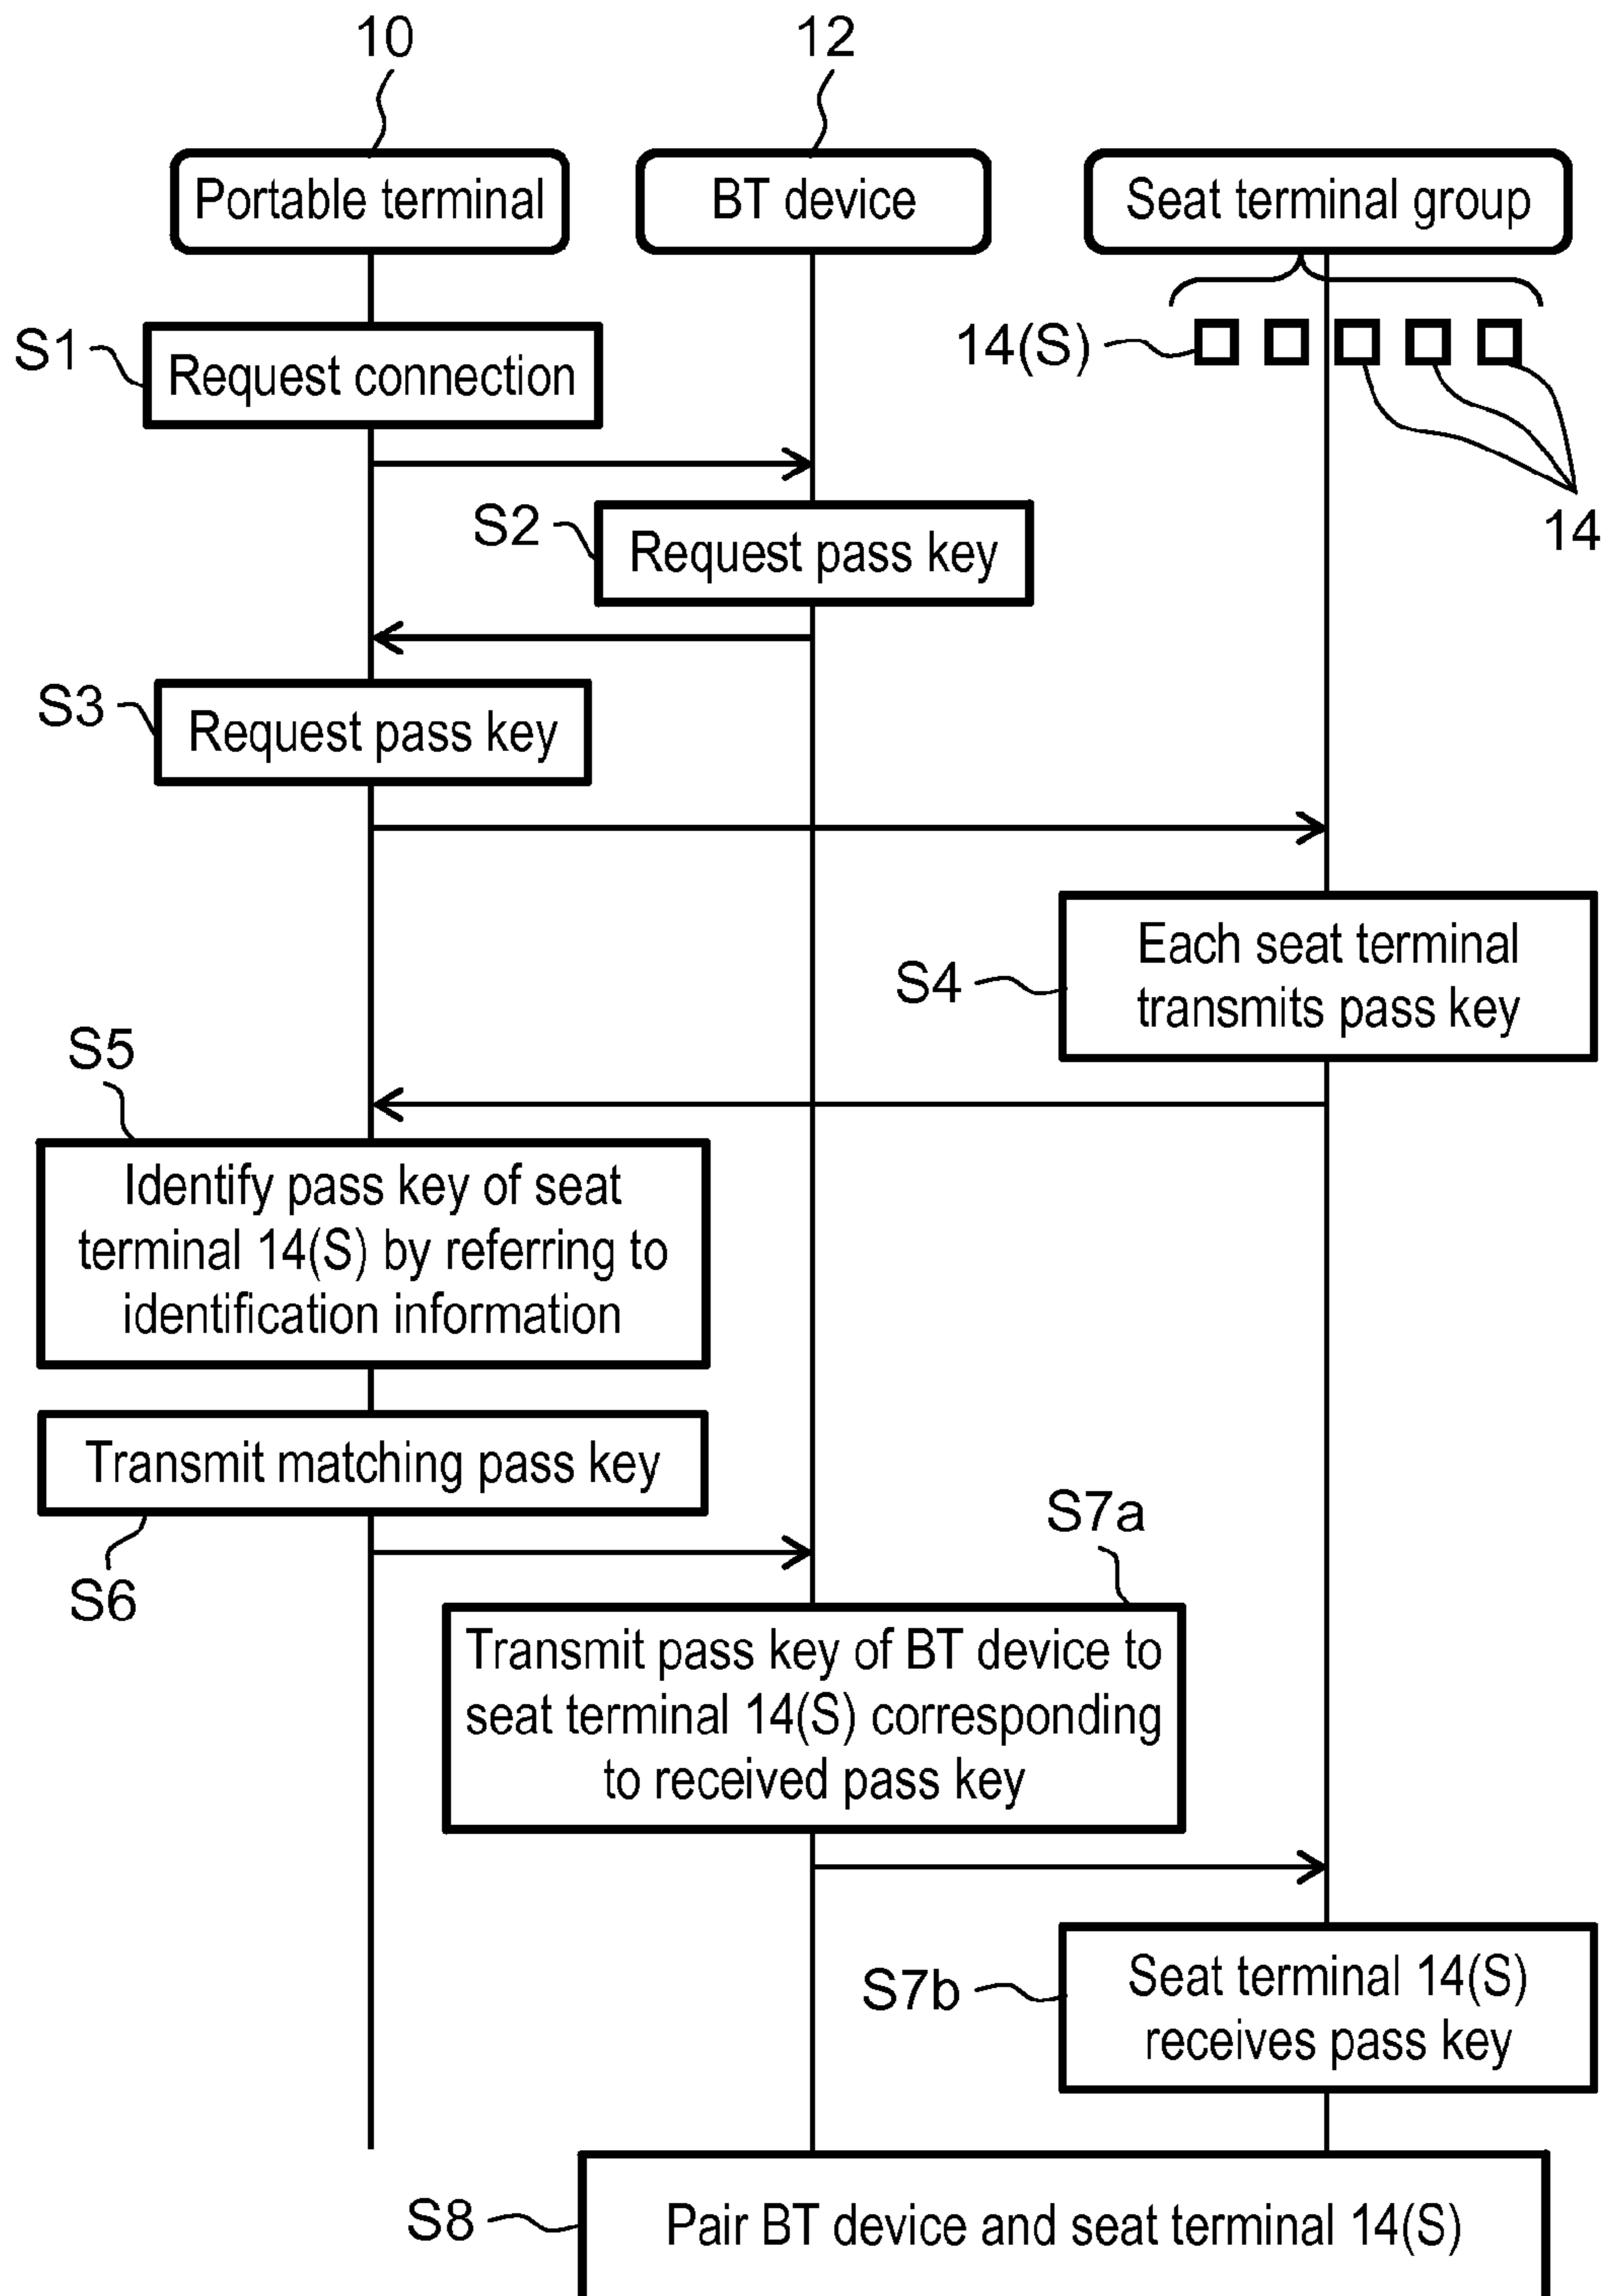 10
12
Portable terminal
BT device
Seat terminal group
S1
Request connection
14(S)
14
S2
Request pass key
S3
Request pass key
S4
Each seat terminal
transmits pass key
S5
Identify pass key of seat
terminal 14(S) by referring to
identification information
Transmit matching pass key
S6
S7a
Transmit pass key of BT device to
seat terminal 14(S) corresponding
to received pass key
S7b
Seat terminal 14(S)
receives pass key
S8
Pair BT device and seat terminal 14(S)